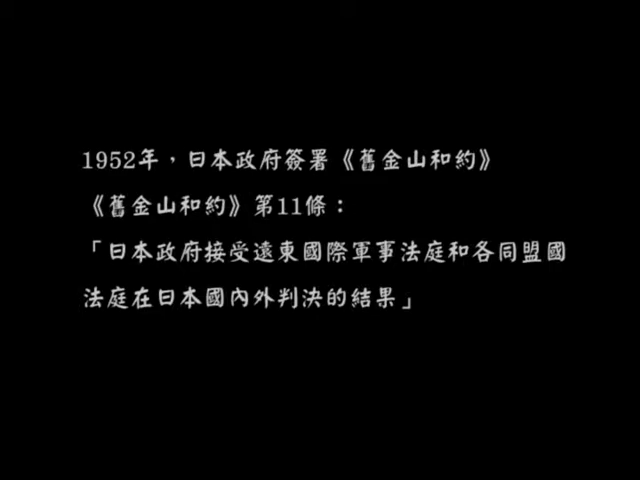 1952年，日本政府簽署《舊金山和約》
《舊金山和約》第11條：
「日本政府接受遠東國際軍事法庭和各同盟國
法庭在日本國內外判決的結果」